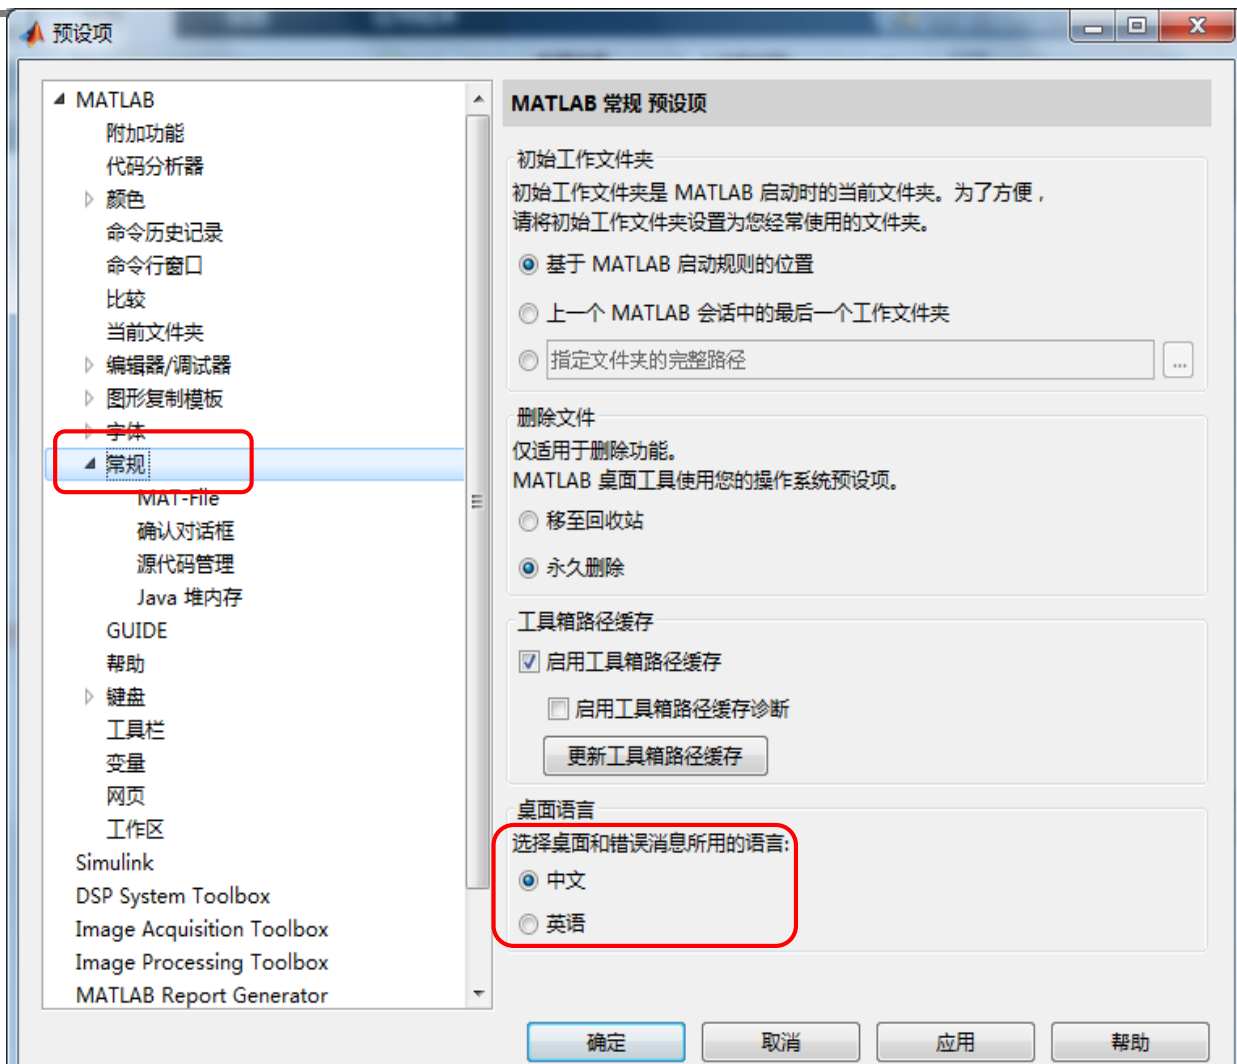 预设项
MATLAB
附加功能
代码分析器
颜色
命令历史记录
命令行窗口
比较
当前文件夹
编辑器/调试器
图形复制模板
字体
常规
MAT-File
确认对话框
源代码管理
Java 堆内存
GUIDE
帮助
键盘
工具栏
变量
网页
工作区
Simulink
DSP System Toolbox
Image Acquisition Toolbox
Image Processing Toolbox
MATLAB Report Generator
MATLAB 常规 预设项
初始工作文件夹
初始工作文件夹是 MATLAB 启动时的当前文件夹。为了方便，
请将初始工作文件夹设置为您经常使用的文件夹。
基于 MATLAB 启动规则的位置
上一个 MATLAB 会话中的最后一个工作文件夹
指定文件夹的完整路径
...
删除文件
仅适用于删除功能。
MATLAB 桌面工具使用您的操作系统预设项。
移至回收站
永久删除
工具箱路径缓存
启用工具箱路径缓存
启用工具箱路径缓存诊断
更新工具箱路径缓存
桌面语言
选择桌面和错误消息所用的语言:
中文
英语
确定
取消
应用
帮助